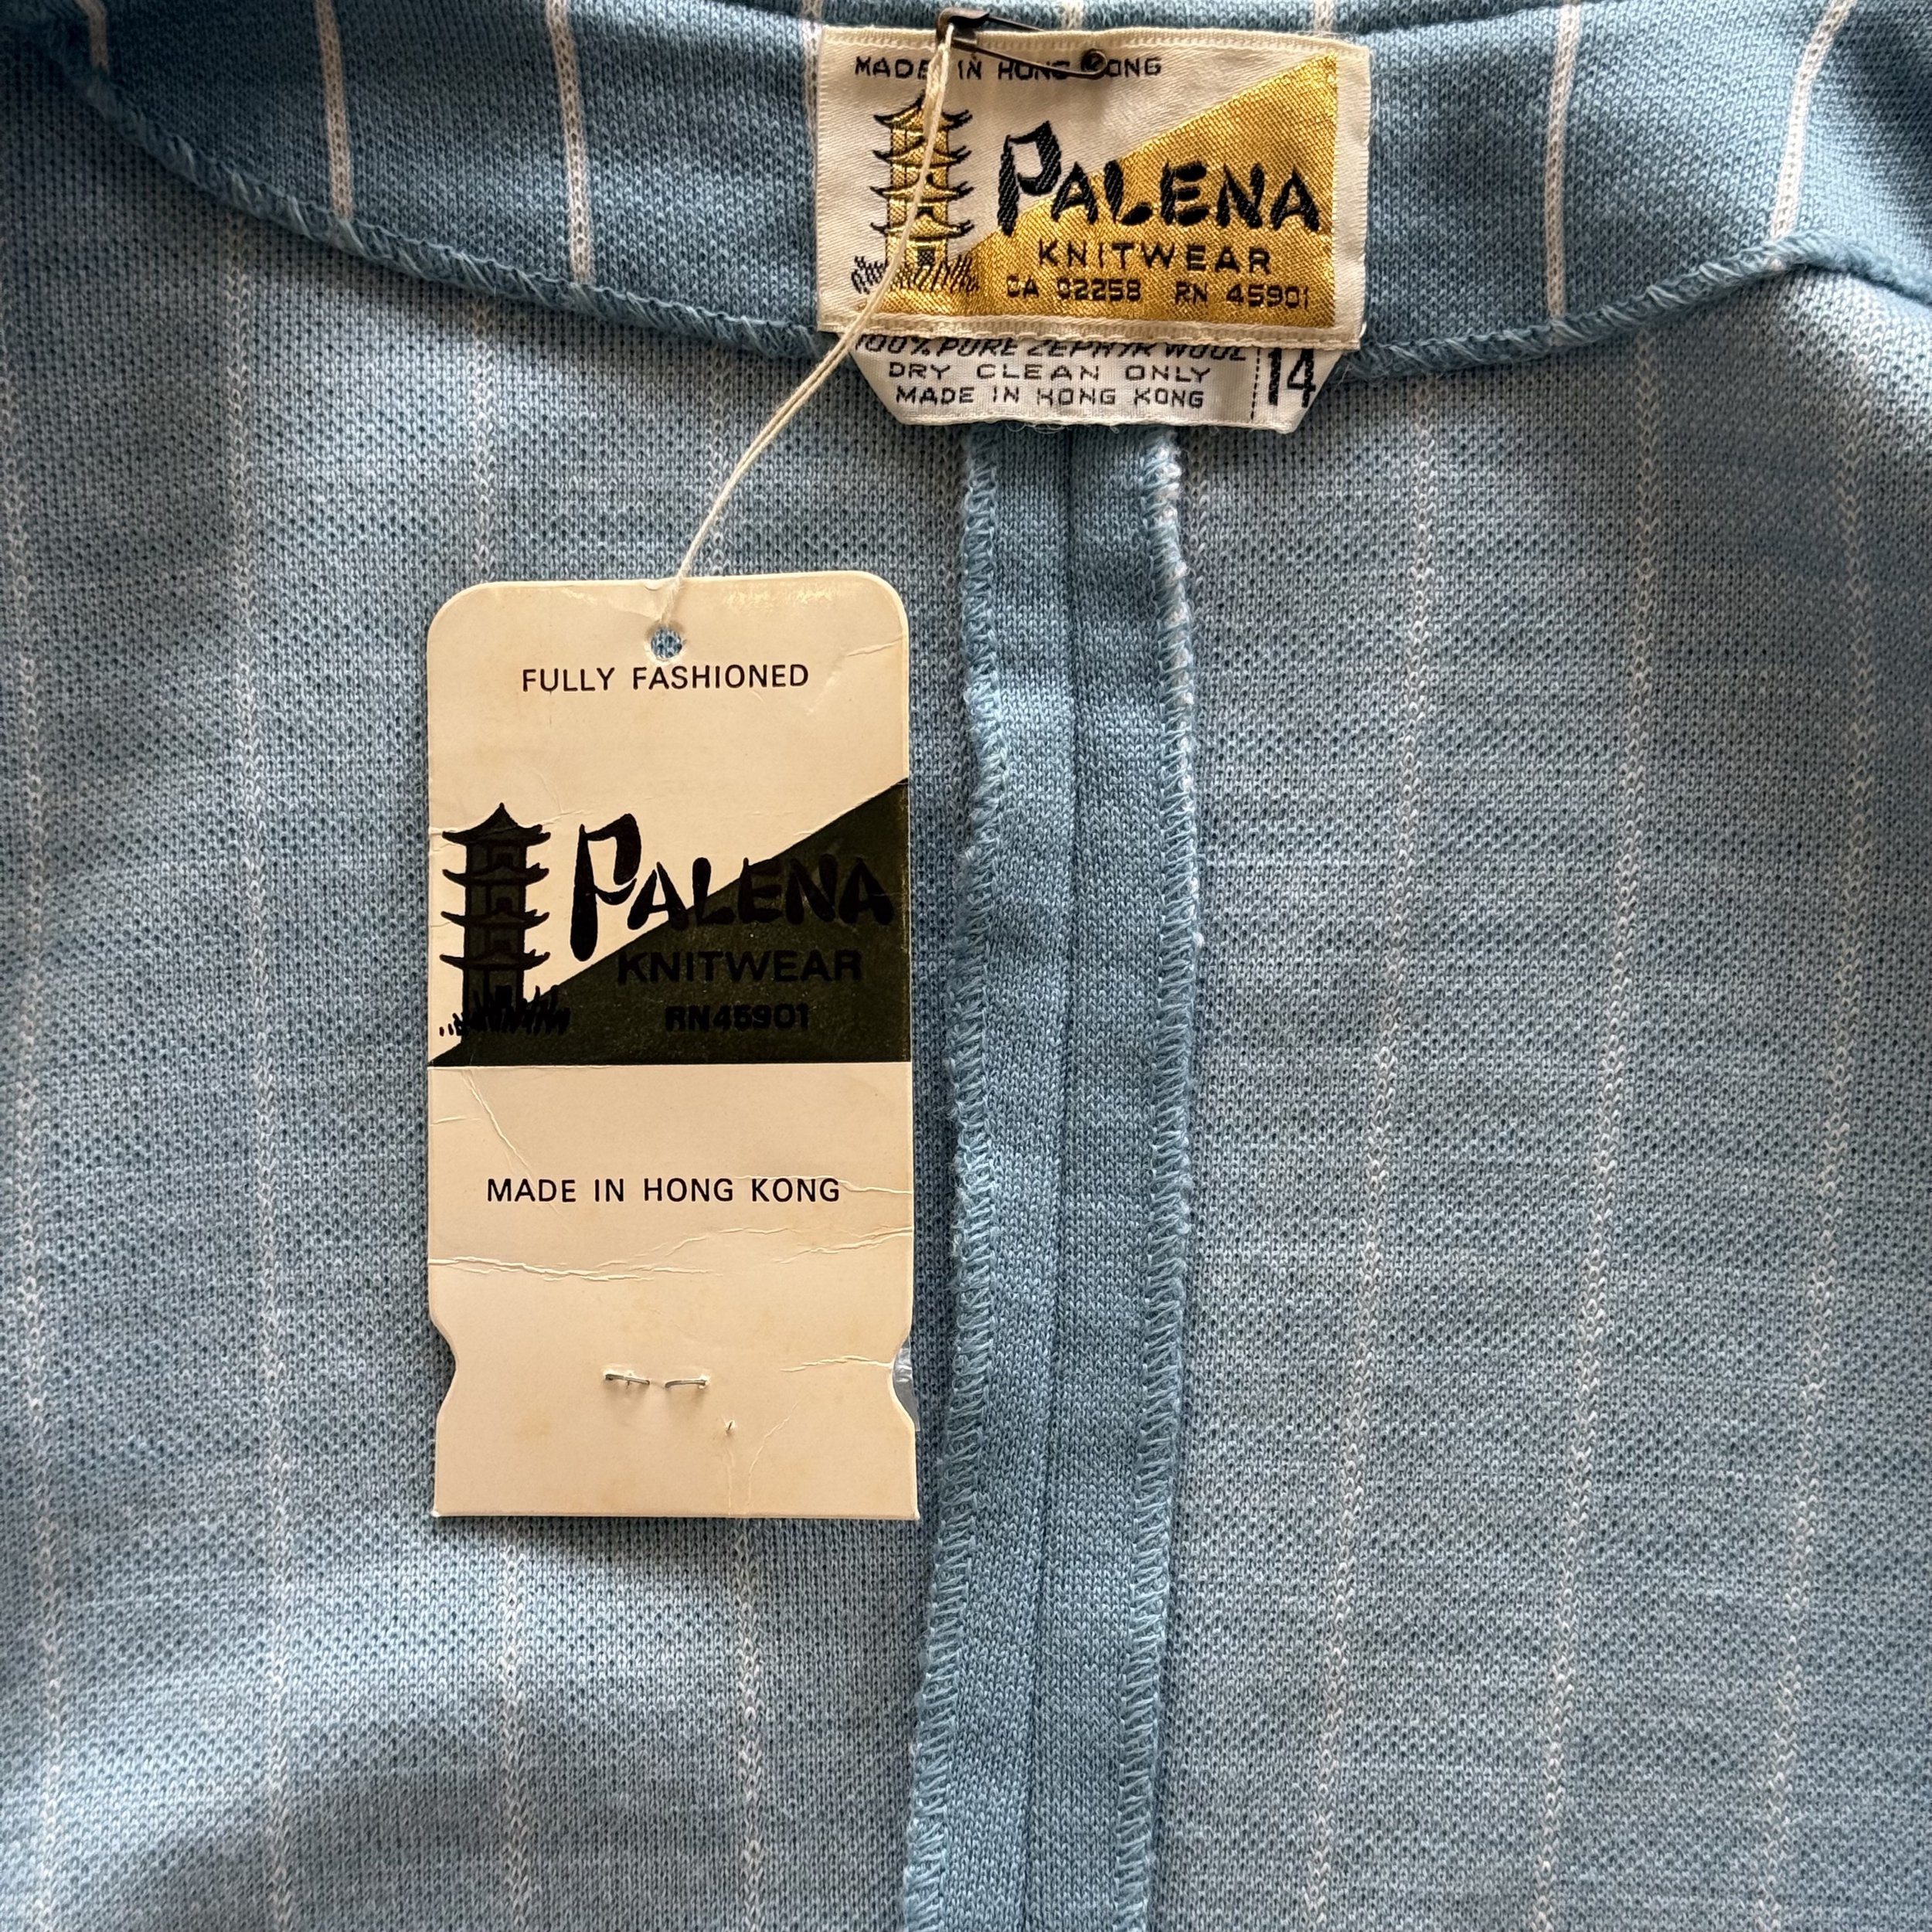 MADE IN HONG KONG
PALENA
KNITWEAR
CA 02258 RN 45901
100% PURE ZEPHYR WOOL
DRY CLEAN ONLY
MADE IN HONG KONG
14
FULLY FASHIONED
PALENA
KNITWEAR
RN45901
MADE IN HONG KONG